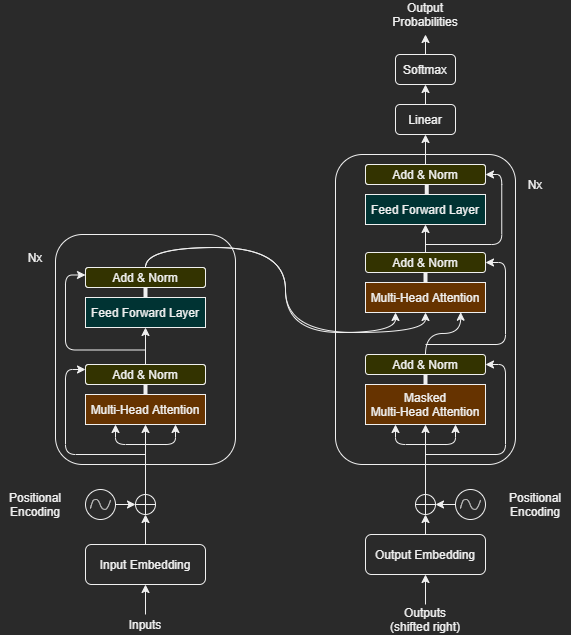 Output
Probabilities
Softmax
Linear
Add & Norm
Nx
Feed Forward Layer
Add & Norm
Multi-Head Attention
Add & Norm
Masked
Multi-Head Attention
Nx
Add & Norm
Feed Forward Layer
Add & Norm
Multi-Head Attention
Positional
Encoding
Positional
Encoding
Input Embedding
Output Embedding
Inputs
Outputs
(shifted right)